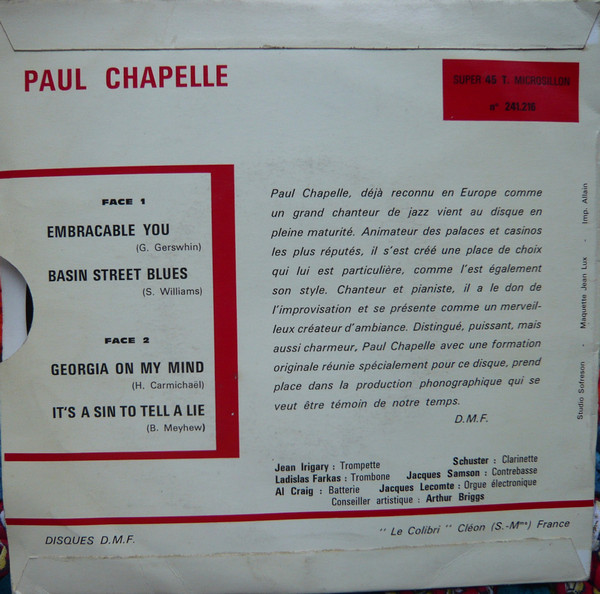 PAUL CHAPELLE
SUPER 45 T. MICROSILLON
n° 241.216
FACE 1
EMBRACABLE YOU
(G. Gerswhin)
BASIN STREET BLUES
(S. Williams)
FACE 2
GEORGIA ON MY MIND
(H. Carmichaël)
IT'S A SIN TO TELL A LIE
(B. Meyhew)
Paul Chapelle, déjà reconnu en Europe comme
un grand chanteur de jazz vient au disque en
pleine maturité. Animateur des palaces et casinos
les plus réputés, il s'est créé une place de choix
qui lui est particulière, comme l'est également
son style. Chanteur et pianiste, il a le don de
l'improvisation et se présente comme un merveil-
leux créateur d'ambiance. Distingué, puissant, mais
aussi charmeur, Paul Chapelle avec une formation
originale réunie spécialement pour ce disque, prend
place dans la production phonographique qui se
veut être témoin de notre temps.
D.M.F.
Jean Irigary : Trompette Schuster : Clarinette
Ladislas Farkas : Trombone Jacques Samson : Contrebasse
Al Craig : Batterie Jacques Lecomte : Orgue électronique
Conseiller artistique : Arthur Briggs
Studio Sofreson - Maquette Jean Lux - Imp. Allain
DISQUES D.M.F.
" Le Colibri " Cléon (S.-Mme) France